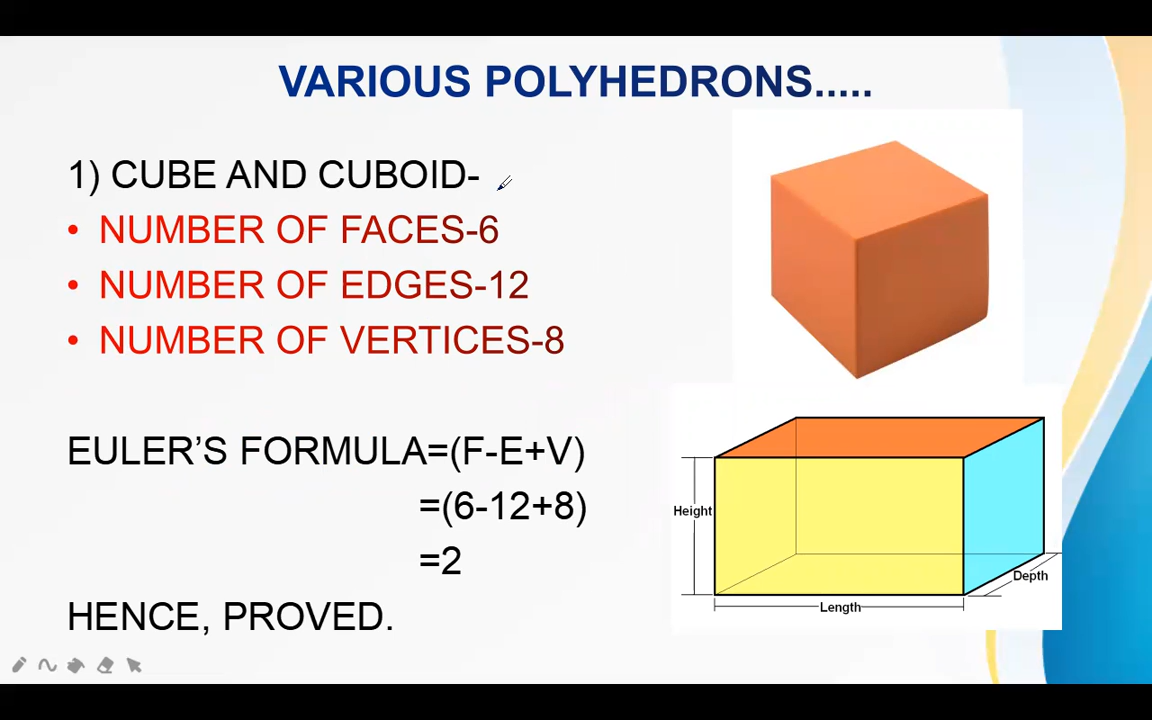 VARIOUS POLYHEDRONS.....
1) CUBE AND CUBOID-
• NUMBER OF FACES-6
• NUMBER OF EDGES-12
• NUMBER OF VERTICES-8
EULER’S FORMULA=(F-E+V)
=(6-12+8)
=2
HENCE, PROVED.
Height
Depth
Length